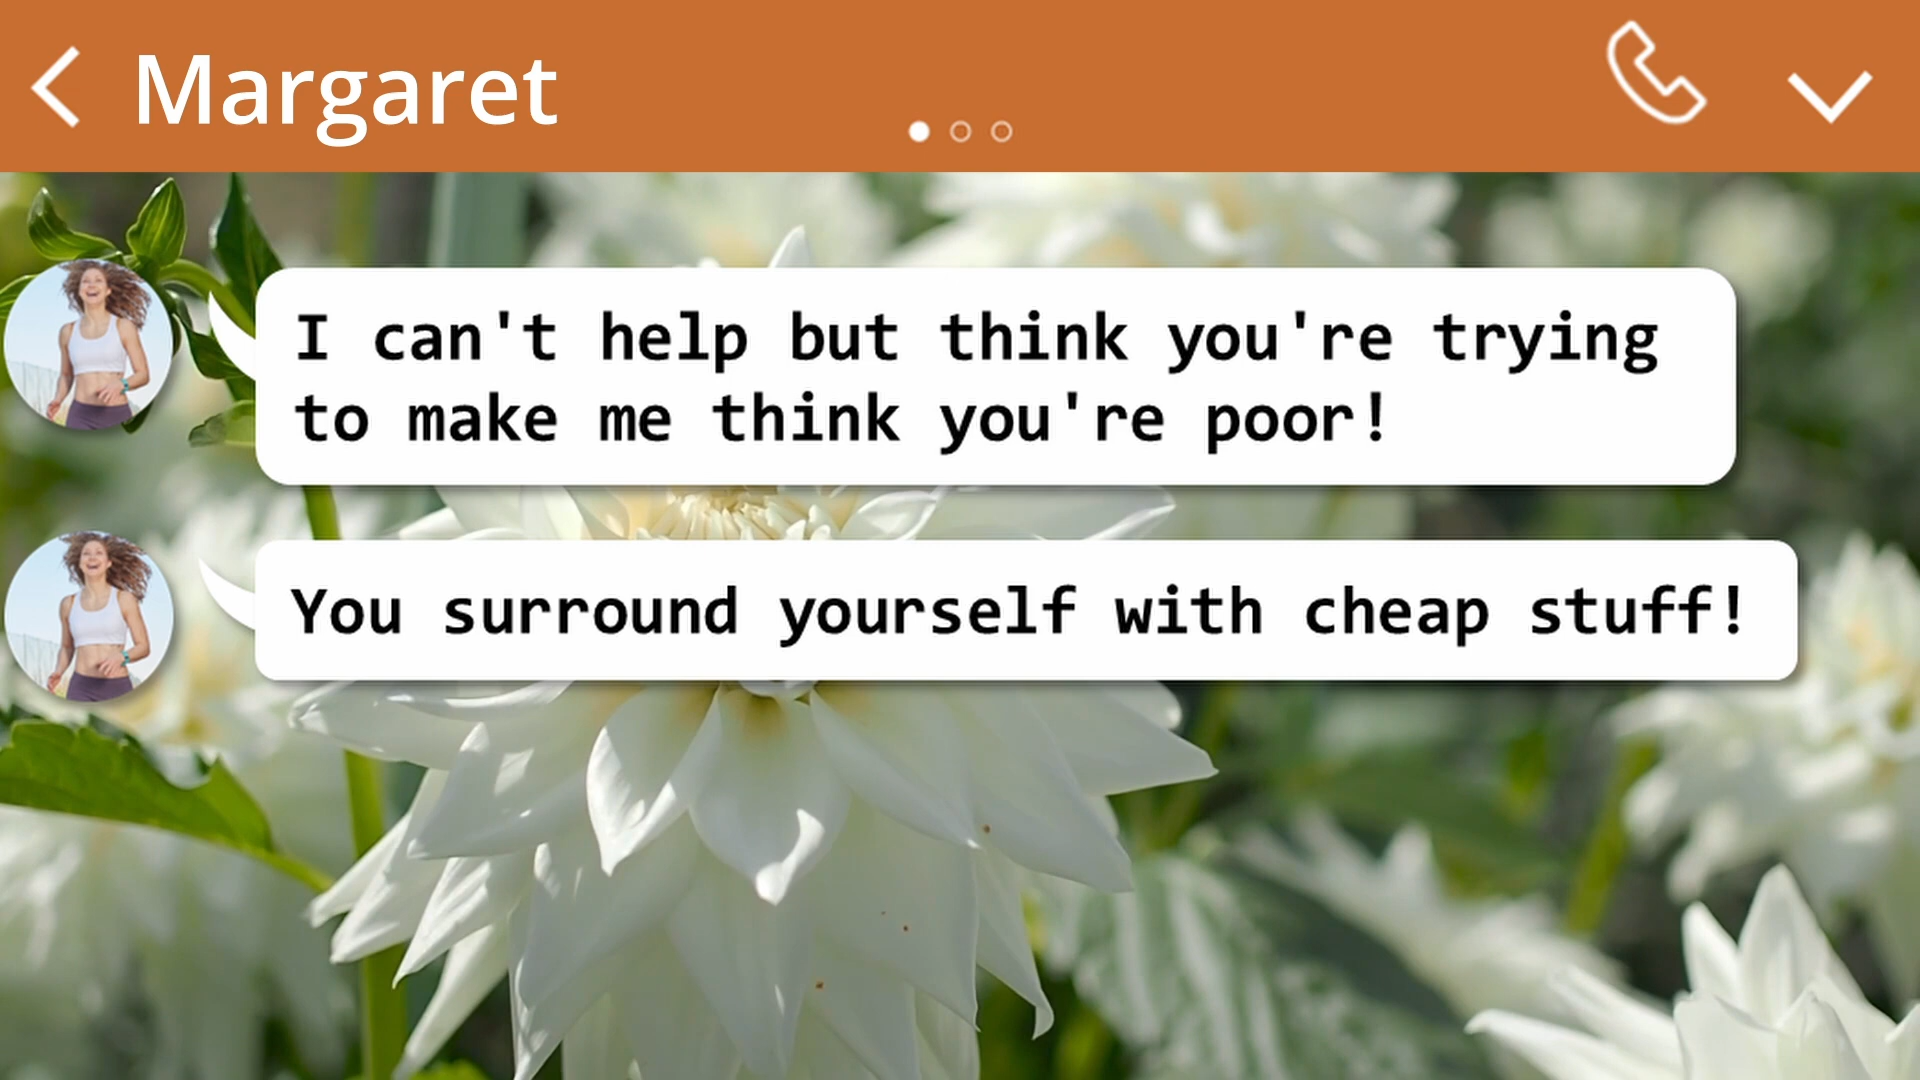 Margaret
I can't help but think you're trying
to make me think you're poor!
You surround yourself with cheap stuff!